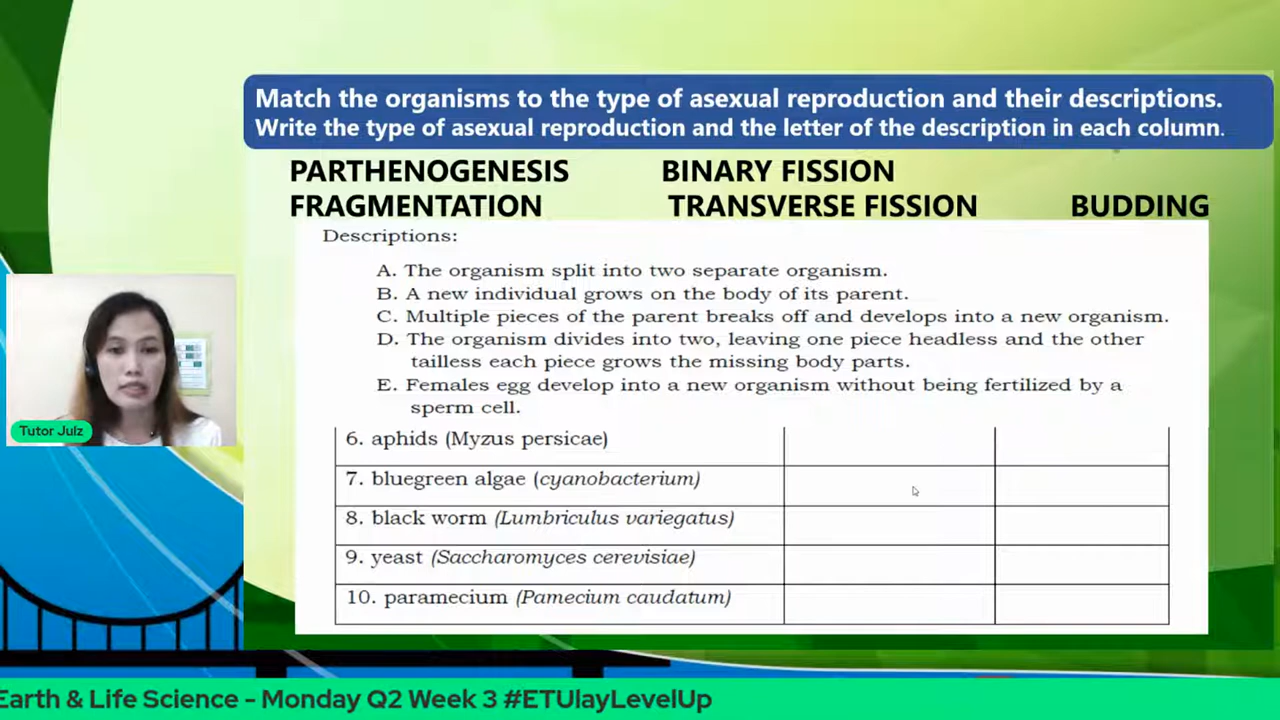 Match the organisms to the type of asexual reproduction and their descriptions.
Write the type of asexual reproduction and the letter of the description in each column.
PARTHENOGENESIS BINARY FISSION
FRAGMENTATION TRANSVERSE FISSION BUDDING
Descriptions:
A. The organism split into two separate organism.
B. A new individual grows on the body of its parent.
C. Multiple pieces of the parent breaks off and develops into a new organism.
D. The organism divides into two, leaving one piece headless and the other
tailless each piece grows the missing body parts.
E. Females egg develop into a new organism without being fertilized by a
sperm cell.
6. aphids (Myzus persicae)
7. bluegreen algae (cyanobacterium)
8. black worm (Lumbriculus variegatus)
9. yeast (Saccharomyces cerevisiae)
10. paramecium (Pamecium caudatum)
Tutor Julz
Earth & Life Science - Monday Q2 Week 3 #ETUlayLevelUp